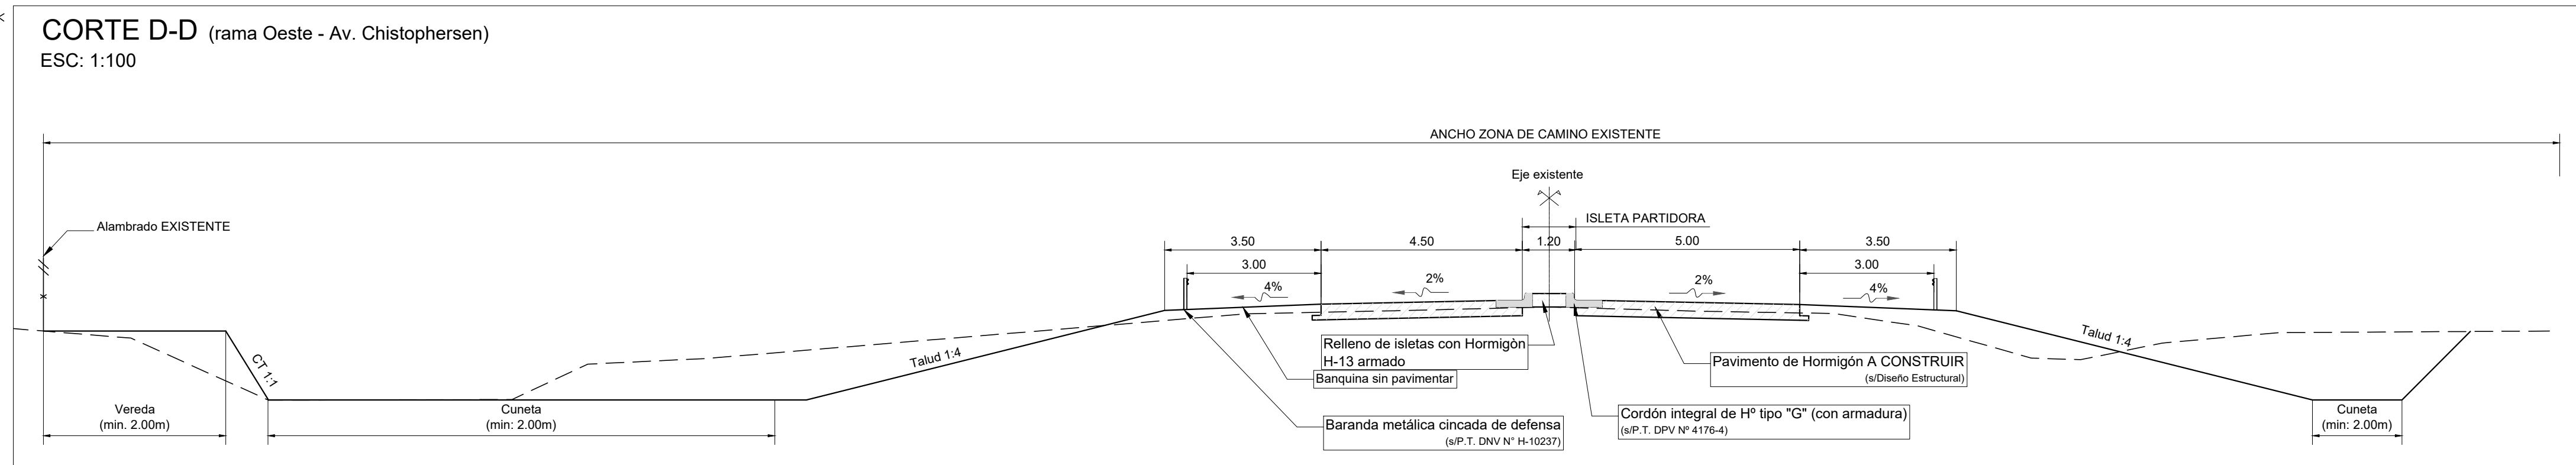 CORTE D-D (rama Oeste - Av. Chistophersen)
ESC: 1:100
ANCHO ZONA DE CAMINO EXISTENTE
Eje existente
Alambrado EXISTENTE
ISLETA PARTIDORA
3.50
4.50
1.20
5.00
3.50
3.00
3.00
4%
2%
2%
4%
CT 1:1
Talud 1:4
Talud 1:4
Relleno de isletas con Hormigòn
H-13 armado
Banquina sin pavimentar
Pavimento de Hormigón A CONSTRUIR
(s/Diseño Estructural)
Vereda
(min. 2.00m)
Cuneta
(min: 2.00m)
Baranda metálica cincada de defensa
(s/P.T. DNV N° H-10237)
Cordón integral de Hº tipo "G" (con armadura)
(s/P.T. DPV Nº 4176-4)
Cuneta
(min: 2.00m)